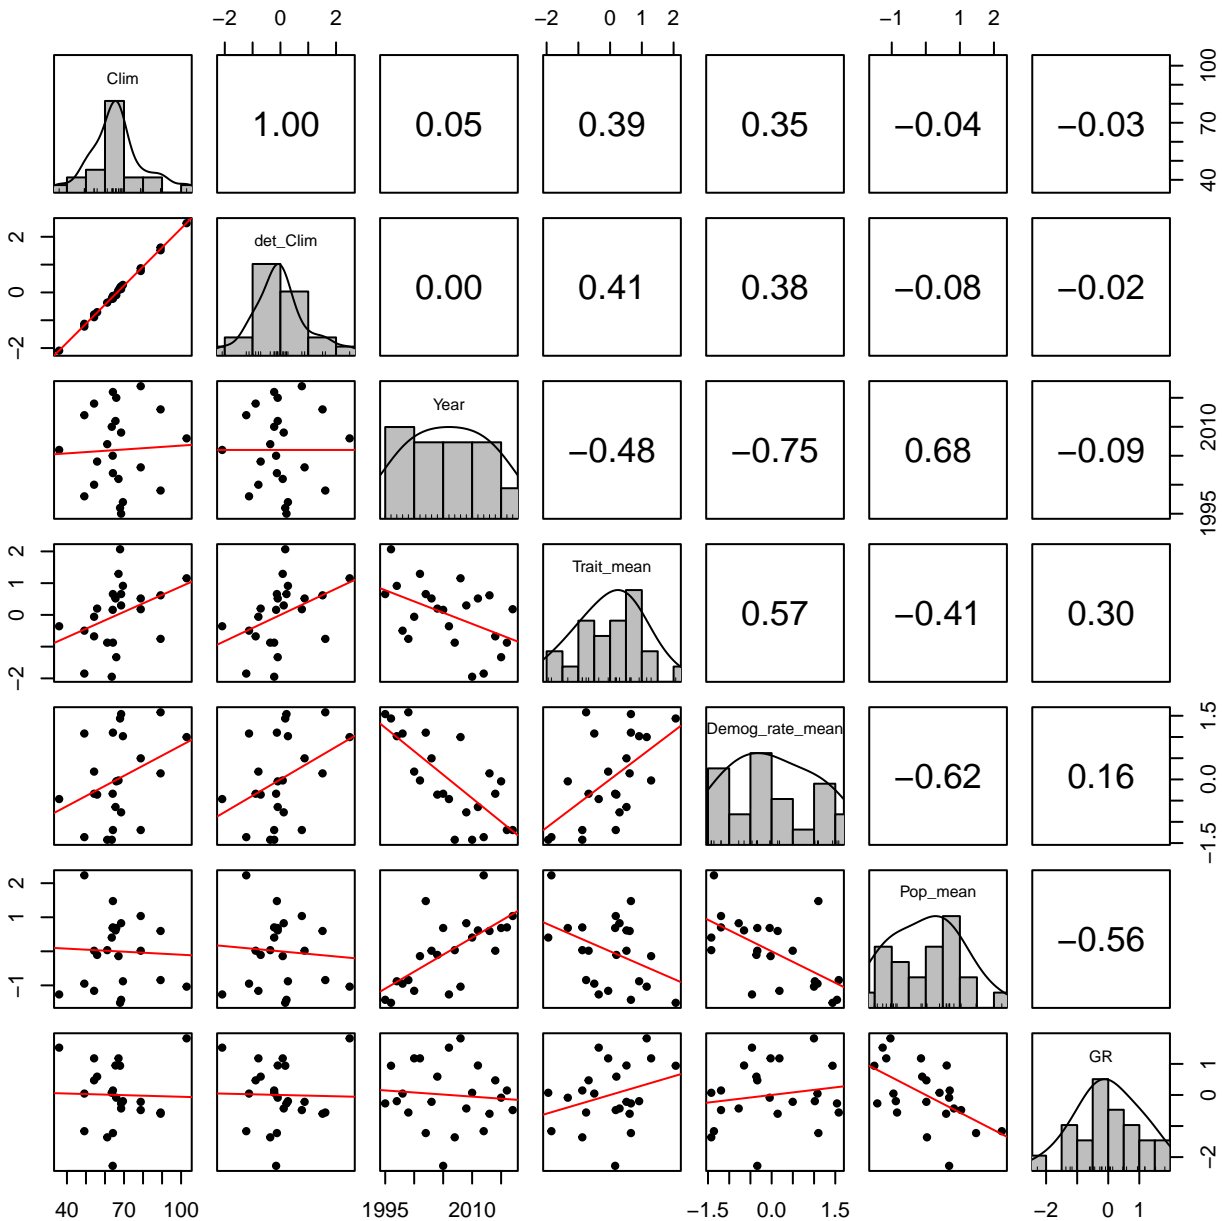 −2 0 2 −2 0 1 2 −1 1 2
Clim 1.00 0.05 0.39 0.35 −0.04 −0.03 40 70 100
−2 0 2 det_Clim 0.00 0.41 0.38 −0.08 −0.02
Year −0.48 −0.75 0.68 −0.09 1995 2010
−2 0 1 2 Trait_mean 0.57 −0.41 0.30
Demog_rate_mean −0.62 0.16 −1.5 0.0 1.5
−1 1 2 Pop_mean −0.56
GR −2 0 1
40 70 100 1995 2010 −1.5 0.0 1.5 −2 0 1